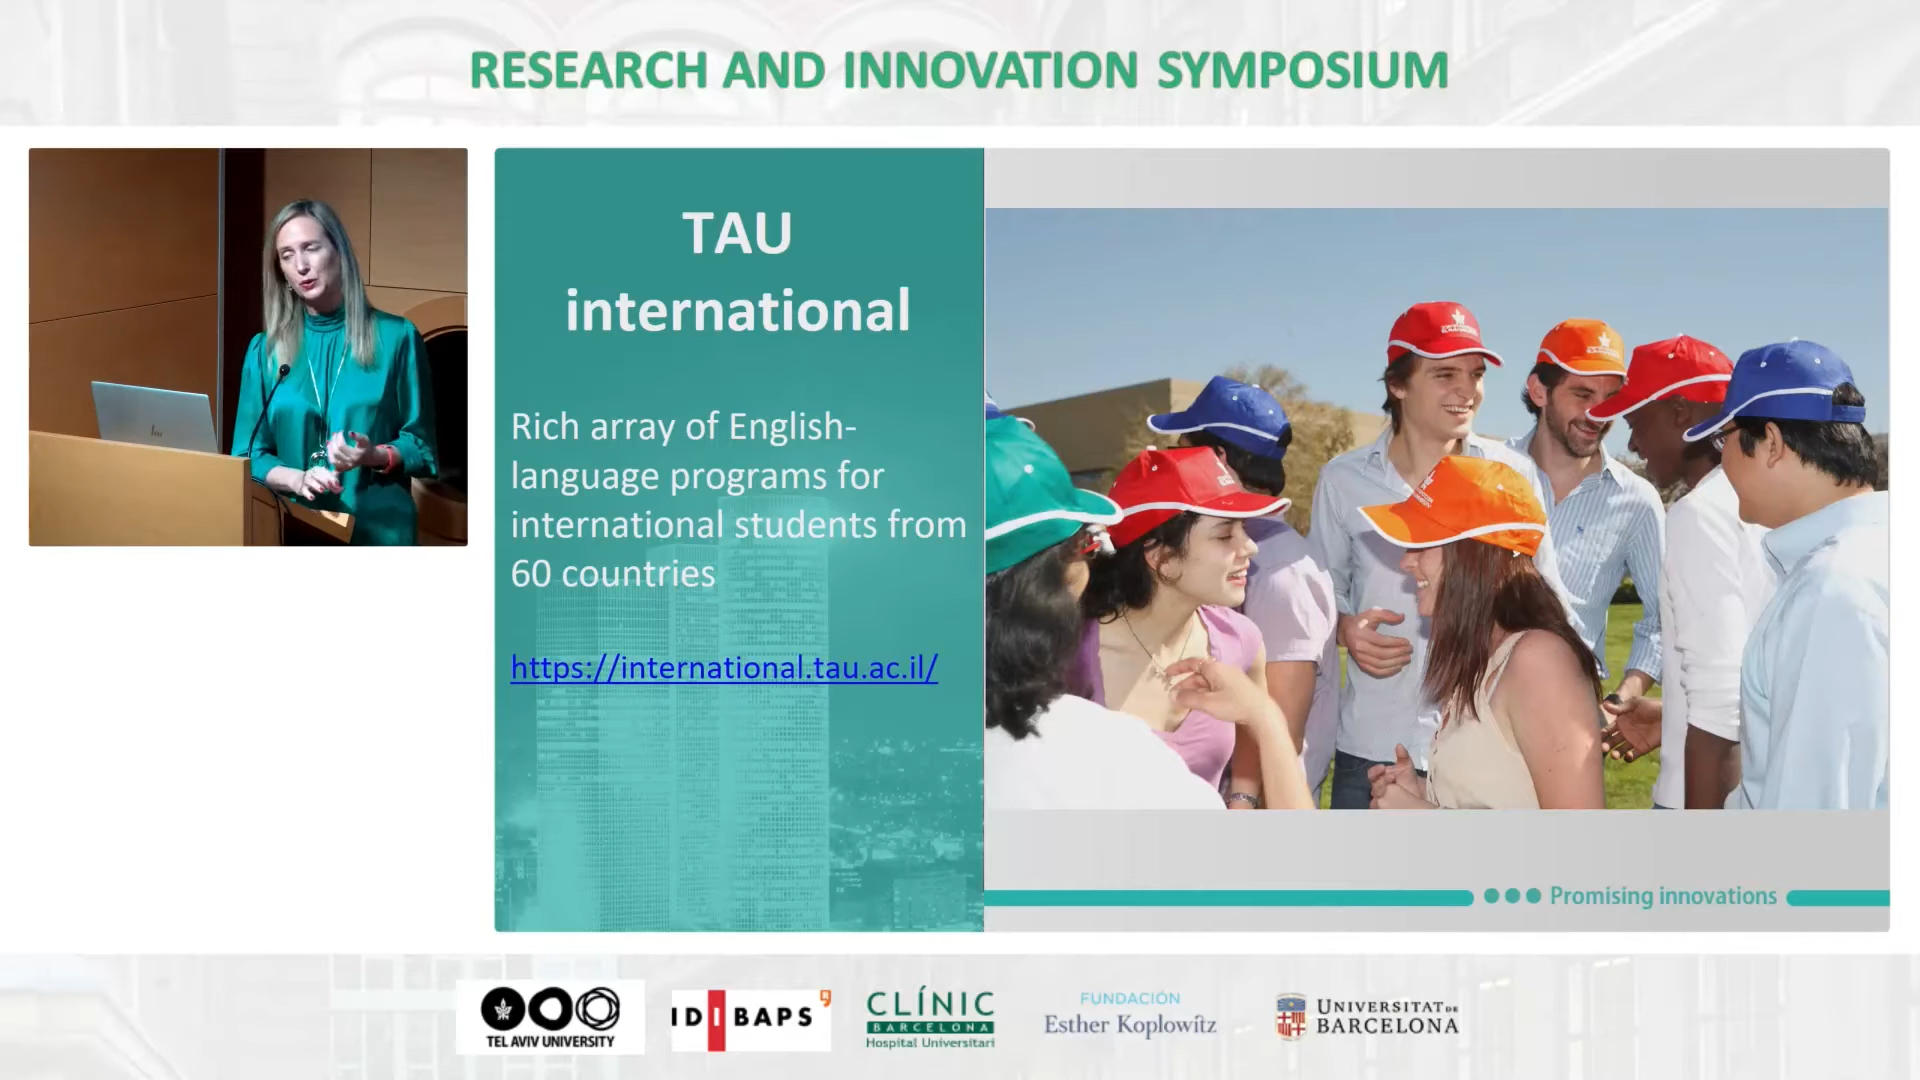 RESEARCH AND INNOVATION SYMPOSIUM
TAU
international
Rich array of English-
language programs for
international students from
60 countries
https://international.tau.ac.il/
Promising innovations
TEL AVIV UNIVERSITY
IDIBAPS
CLÍNIC
BARCELONA
Hospital Universitari
FUNDACIÓN
Esther Koplowitz
UNIVERSITAT DE
BARCELONA